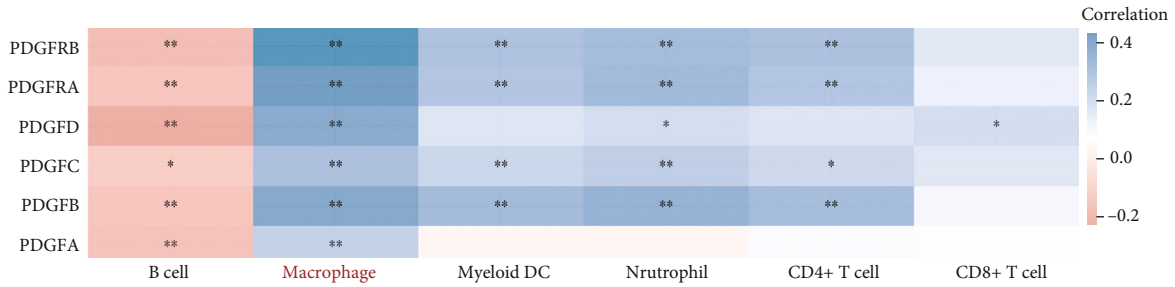 Correlation
PDGFRB ** ** ** ** ** 0.4
PDGFRA ** ** ** ** **
0.2
PDGFD ** ** * *
PDGFC * ** ** ** * 0.0
PDGFB ** ** ** ** **
−0.2
PDGFA ** **
B cell Macrophage Myeloid DC Nrutrophil CD4+ T cell CD8+ T cell